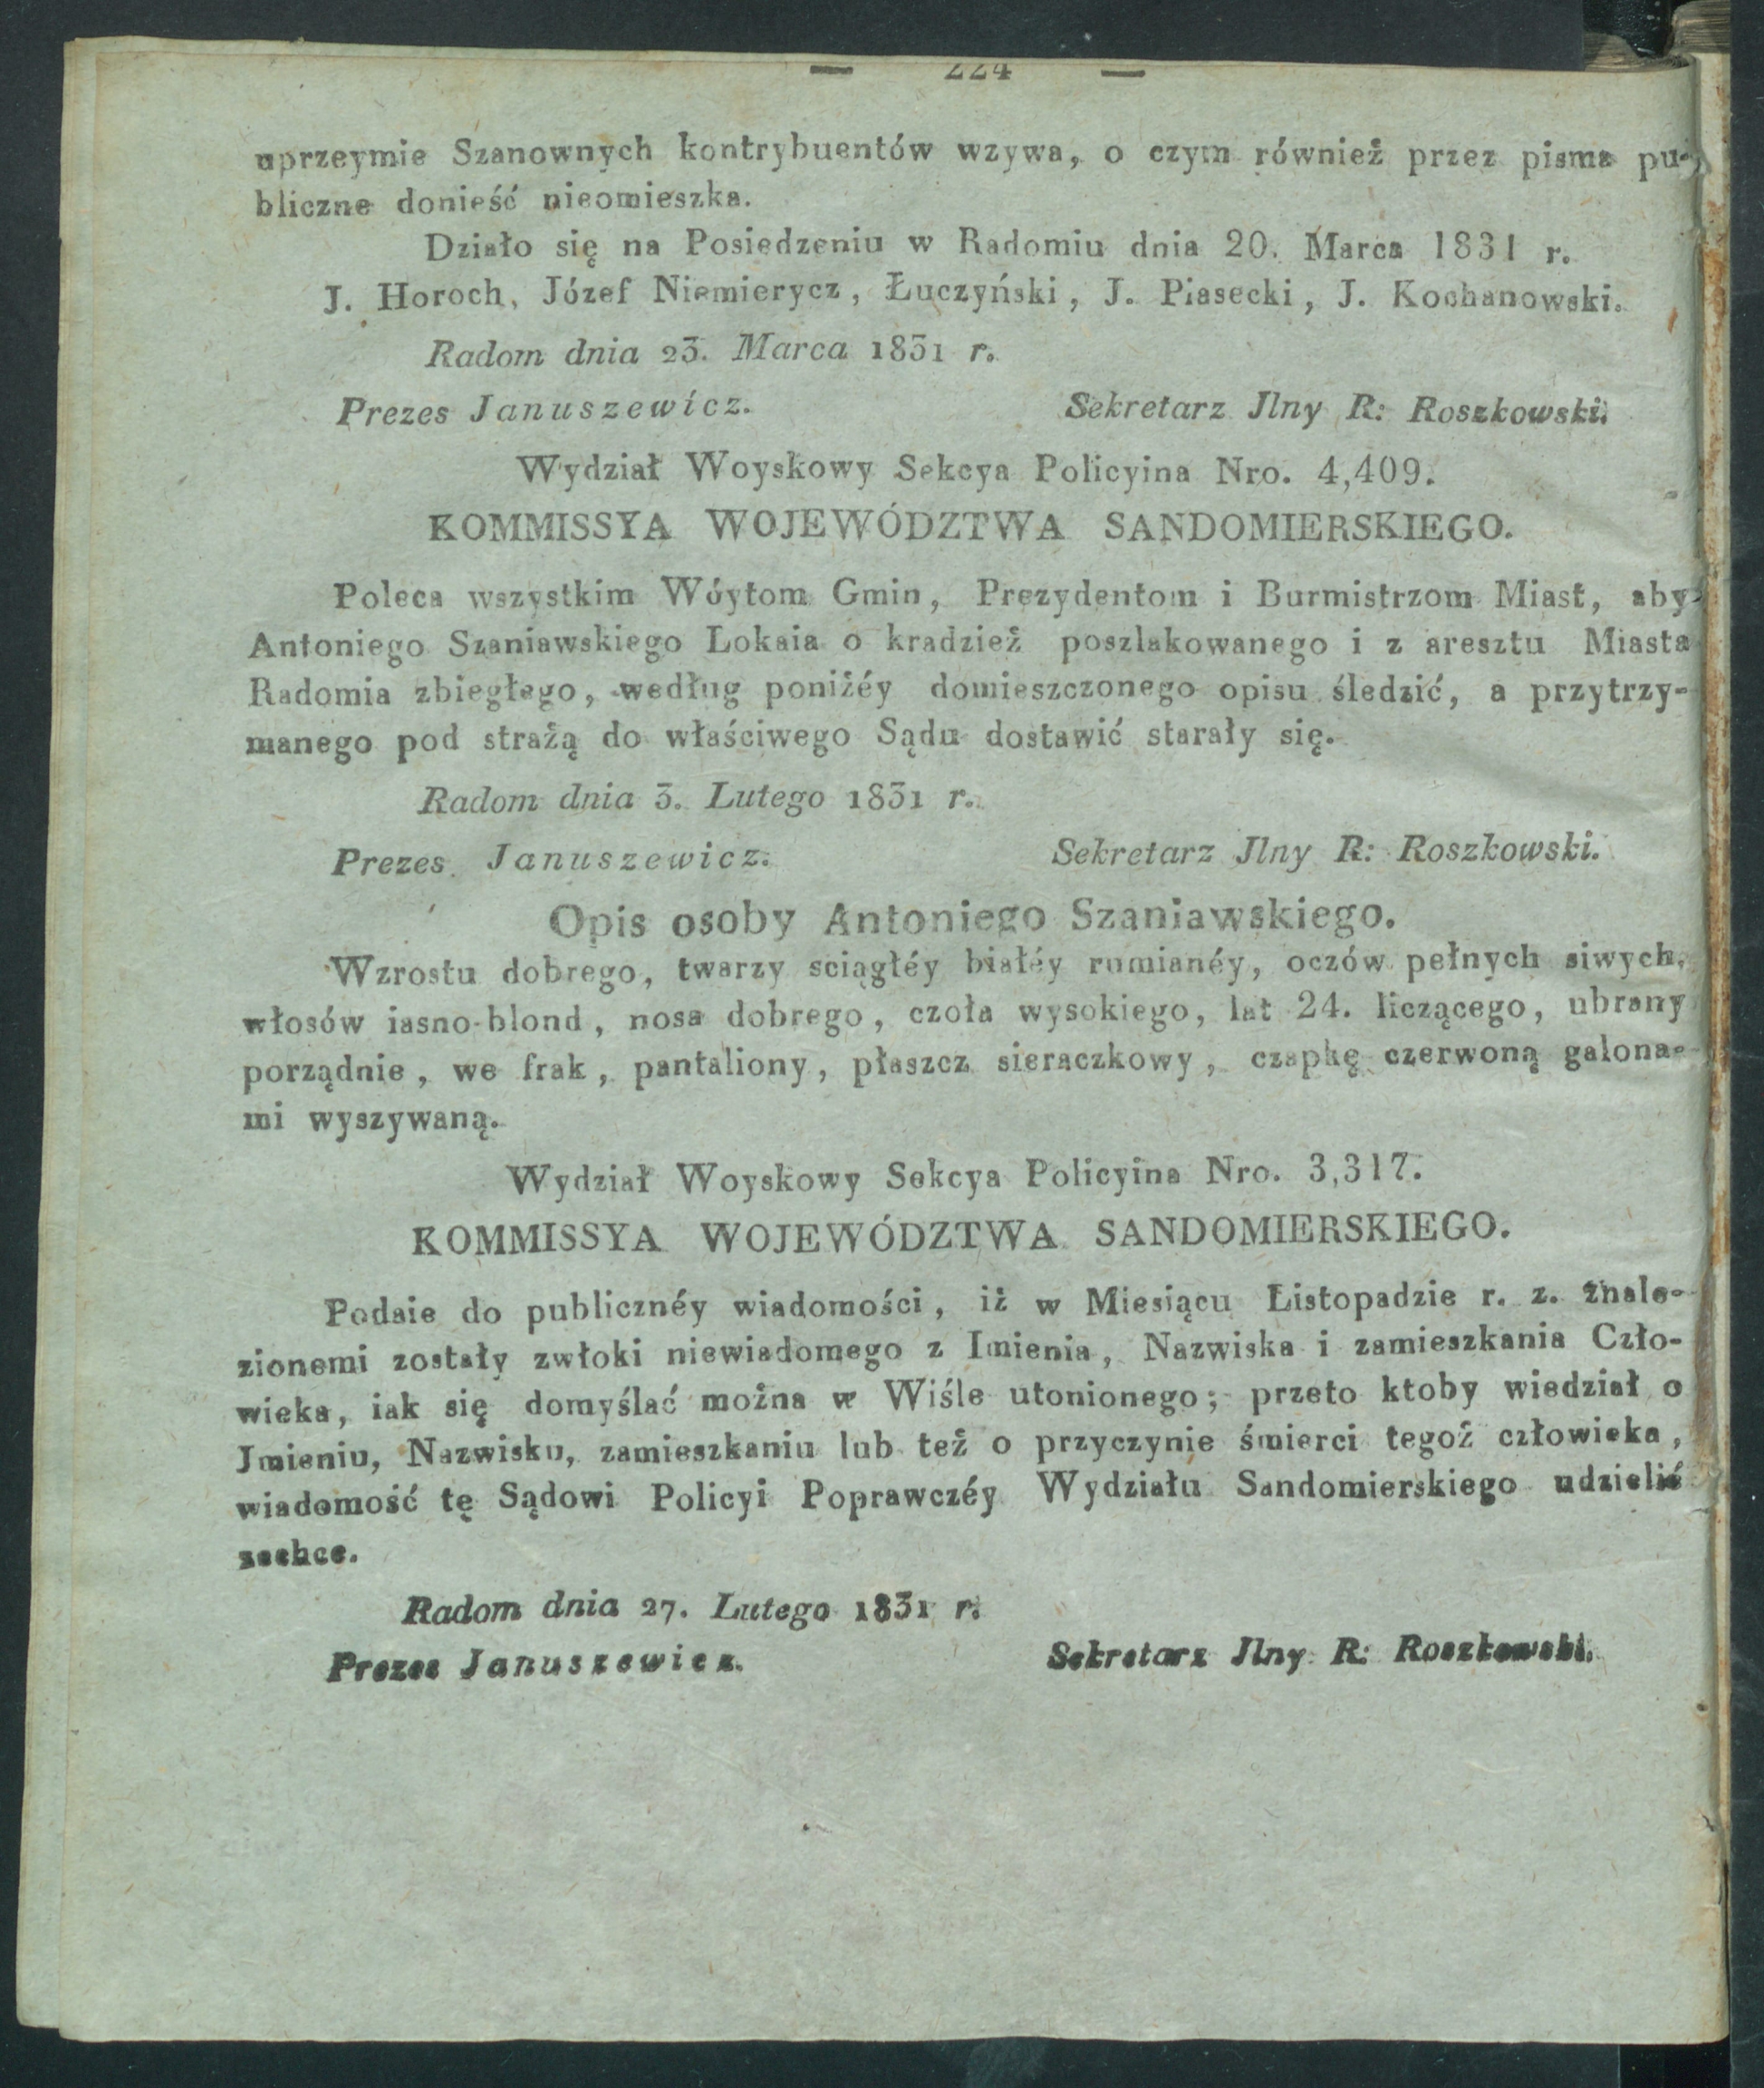 — 224 —
uprzeymie Szanownych kontrybuentów wzywa, o czym również przez pisma pu-
bliczne donieść nieomieszka.
Działo się na Posiedzeniu w Radomiu dnia 20. Marca 1831 r.
J. Horoch, Józef Niemierycz, Łuczyński, J. Piasecki, J. Kochanowski.
Radom dnia 23. Marca 1831 r.
Prezes Januszewicz. Sekretarz Jlny R: Roszkowski.
Wydział Woyskowy Sekcya Policyina Nro. 4,409.
KOMMISSYA WOJEWÓDZTWA SANDOMIERSKIEGO.
Poleca wszystkim Wóytom Gmin, Prezydentom i Burmistrzom Miast, aby
Antoniego Szaniawskiego Lokaia o kradzież poszlakowanego i z aresztu Miasta
Radomia zbiegłego, według poniżéy domieszczonego opisu śledzić, a przytrzy-
manego pod strażą do właściwego Sądu dostawić starały się.
Radom dnia 3. Lutego 1831 r.
Prezes Januszewicz. Sekretarz Jlny R: Roszkowski.
Opis osoby Antoniego Szaniawskiego.
Wzrostu dobrego, twarzy sciągłéy białéy rumianéy, oczów pełnych siwych,
włosów iasno-blond, nosa dobrego, czoła wysokiego, lat 24. liczącego, ubrany
porządnie, we frak, pantaliony, płaszcz sieraczkowy, czapkę czerwoną galona-
mi wyszywaną.
Wydział Woyskowy Sekcya Policyina Nro. 3,317.
KOMMISSYA WOJEWÓDZTWA SANDOMIERSKIEGO.
Podaie do publicznéy wiadomości, iż w Miesiącu Listopadzie r. z. znale-
zionemi zostały zwłoki niewiadomego z Imienia, Nazwiska i zamieszkania Czło-
wieka, iak się domyślać można w Wiśle utonionego; przeto ktoby wiedział o
Jmieniu, Nazwisku, zamieszkaniu lub też o przyczynie śmierci tegoż człowieka,
wiadomość tę Sądowi Policyi Poprawczéy Wydziału Sandomierskiego udzielić
zechce.
Radom dnia 27. Lutego 1831 r.
Prezes Januszewicz. Sekretarz Jlny R: Roszkowski.